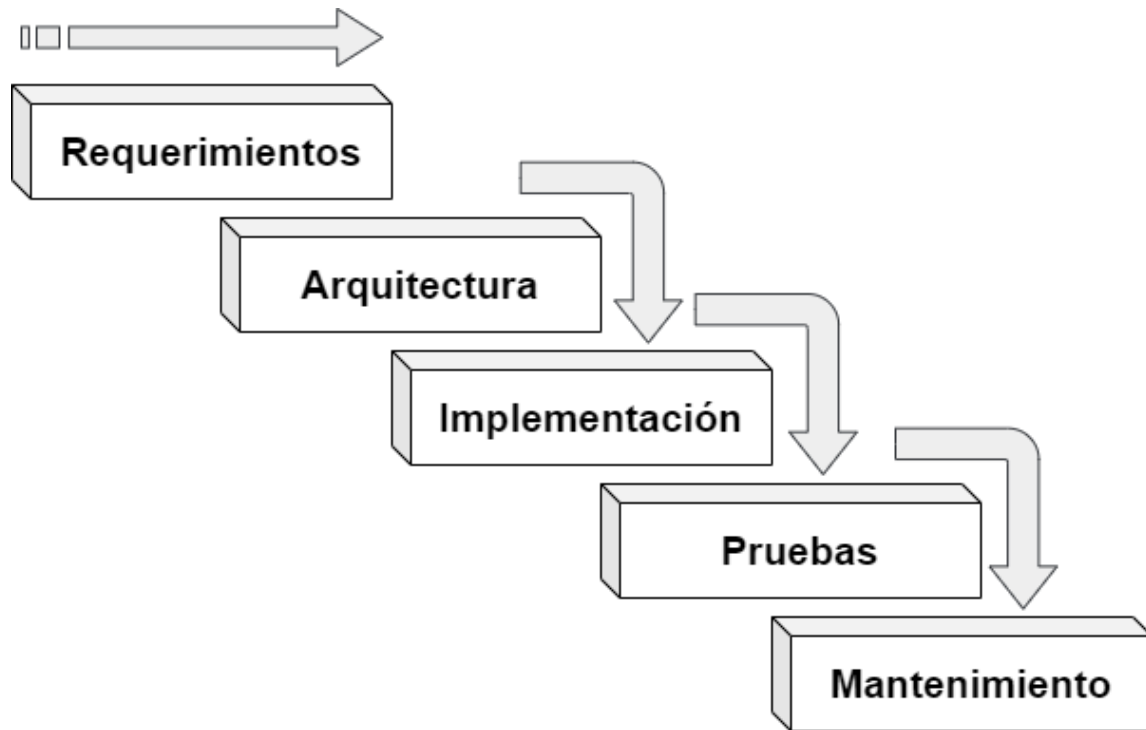 Requerimientos
Arquitectura
Implementación
Pruebas
Mantenimiento